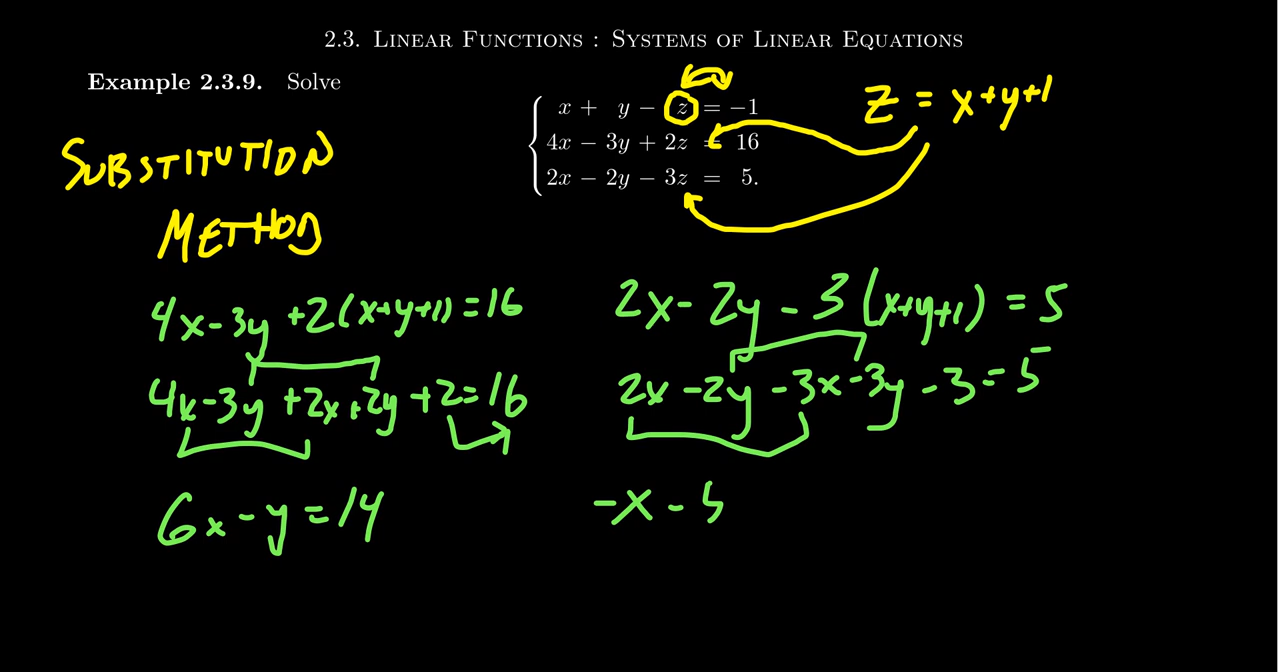 2.3. Linear Functions : Systems of Linear Equations
Example 2.3.9. Solve
x + y − z = −1
4x − 3y + 2z = 16
2x − 2y − 3z = 5.
z = x+y+1
SUBSTITUTION
METHOD
4x-3y +2(x+y+1) = 16
4x-3y +2x+2y +2=16
6x-y=14
2x - 2y - 3(x+y+1) = 5
2x -2y -3x-3y -3=5
-x - 5